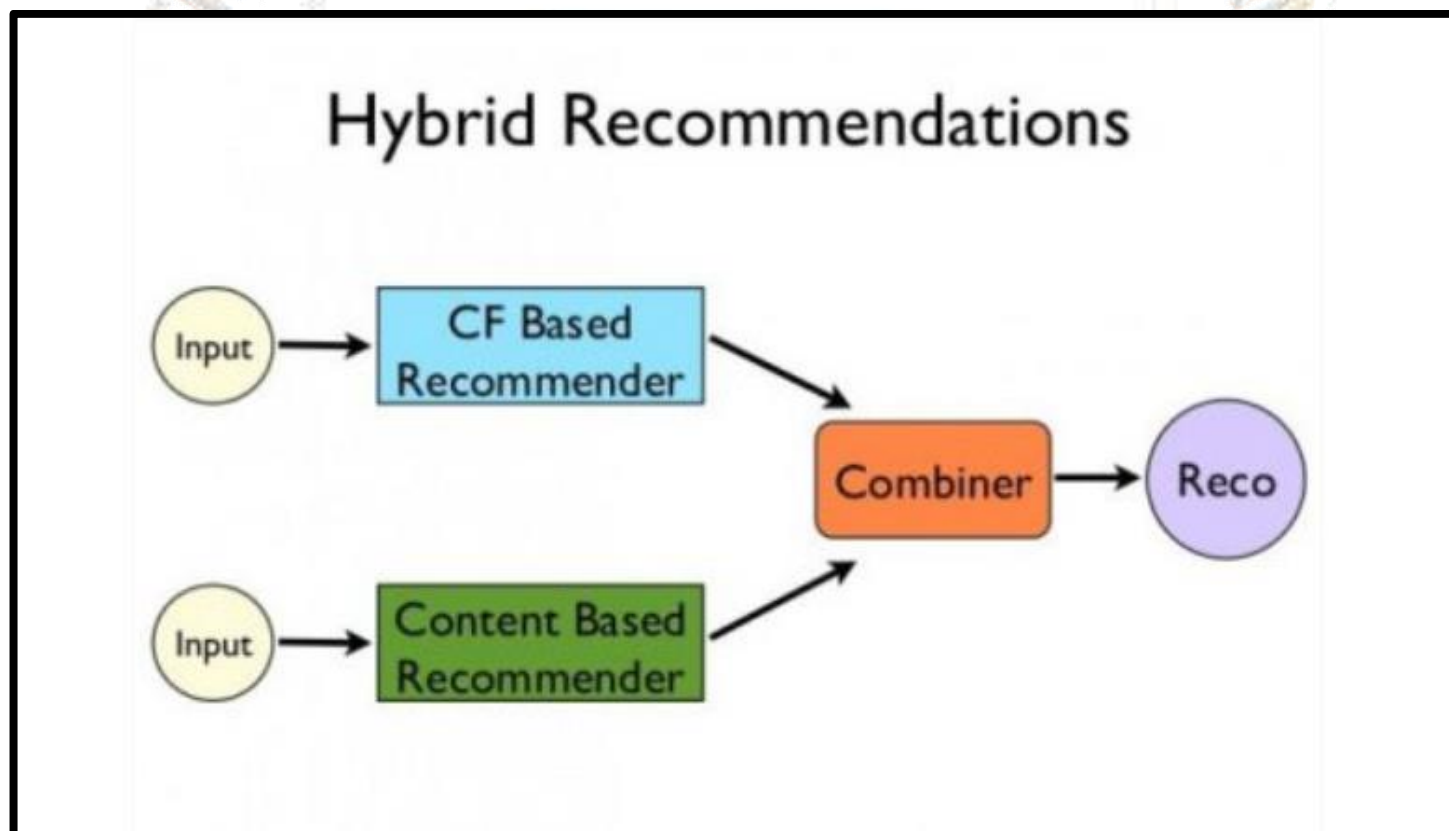 Hybrid Recommendations
Input
CF Based
Recommender
Combiner
Reco
Input
Content Based
Recommender